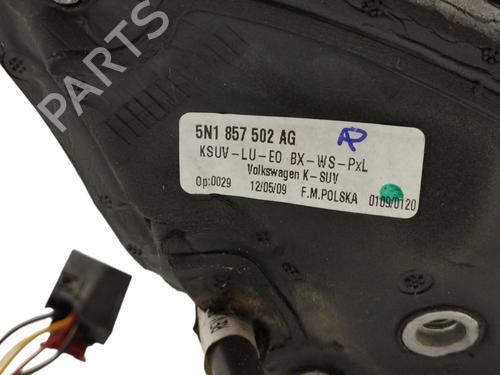 PARTS
5N1 857 502 AG
KSUV-LU-EO BX-WS-PxL
Volkswagen K-SUV
Op:0029 12/05/09 F.M.POLSKA 0109/0120